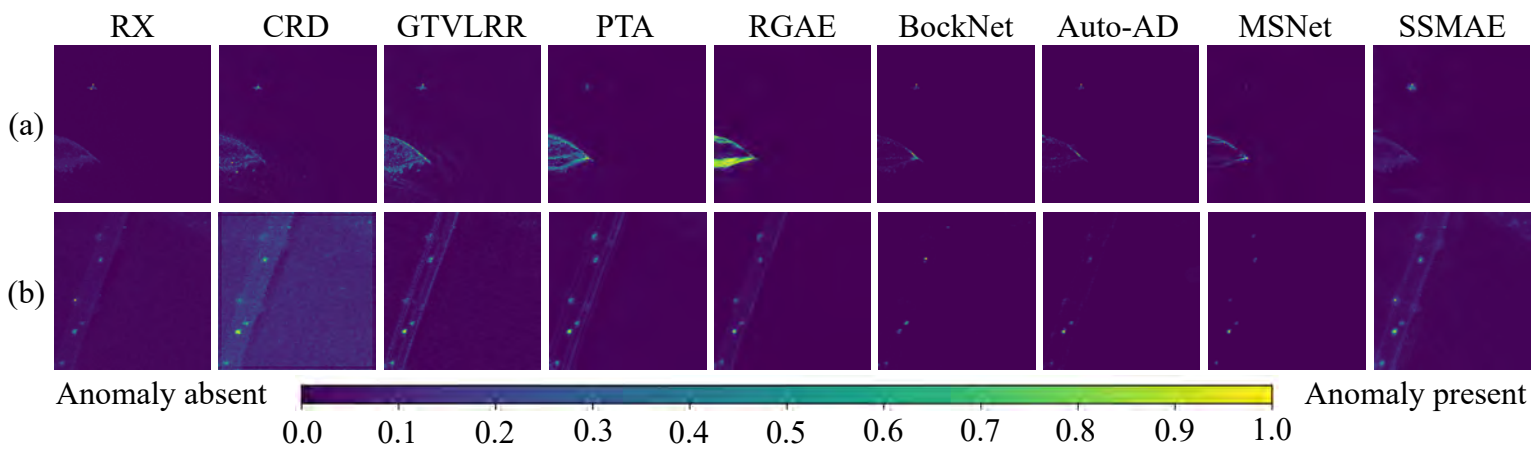 RX CRD GTVLRR PTA RGAE BockNet Auto-AD MSNet SSMAE
(a)
(b)
Anomaly absent Anomaly present
0.0 0.1 0.2 0.3 0.4 0.5 0.6 0.7 0.8 0.9 1.0